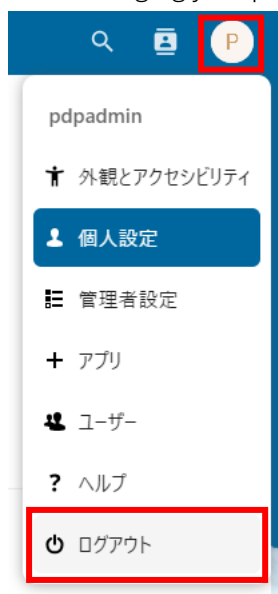 P
pdpadmin
外観とアクセシビリティ
個人設定
管理者設定
アプリ
ユーザー
ヘルプ
ログアウト